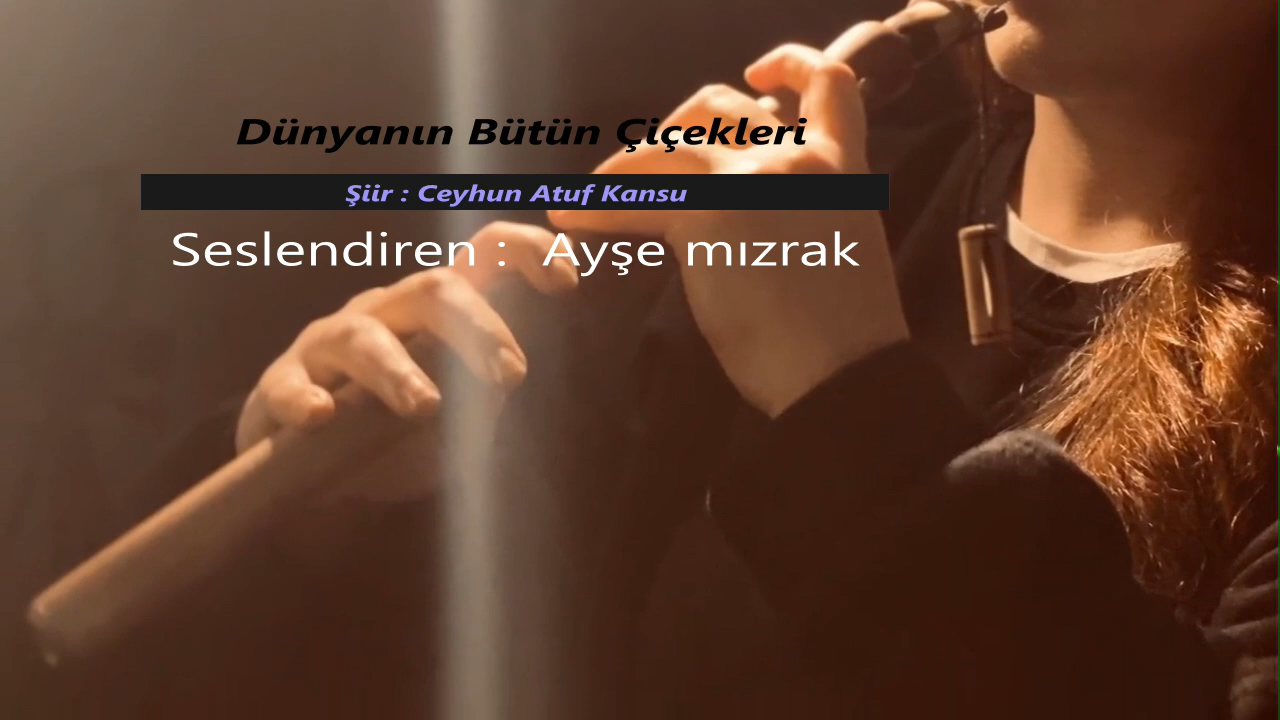 Dünyanın Bütün Çiçekleri
Şiir : Ceyhun Atuf Kansu
Seslendiren : Ayşe mızrak